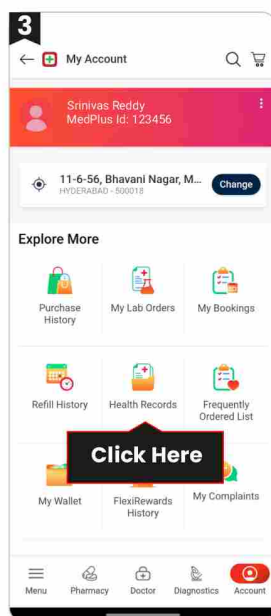 3
My Account
Srinivas Reddy
MedPlus Id: 123456
11-6-56, Bhavani Nagar, M...
HYDERABAD - 500018
Change
Explore More
Purchase
History
My Lab Orders
My Bookings
Refill History
Health Records
Frequently
Ordered List
Click Here
My Wallet
FlexiRewards
History
My Complaints
Menu
Pharmacy
Doctor
Diagnostics
Account